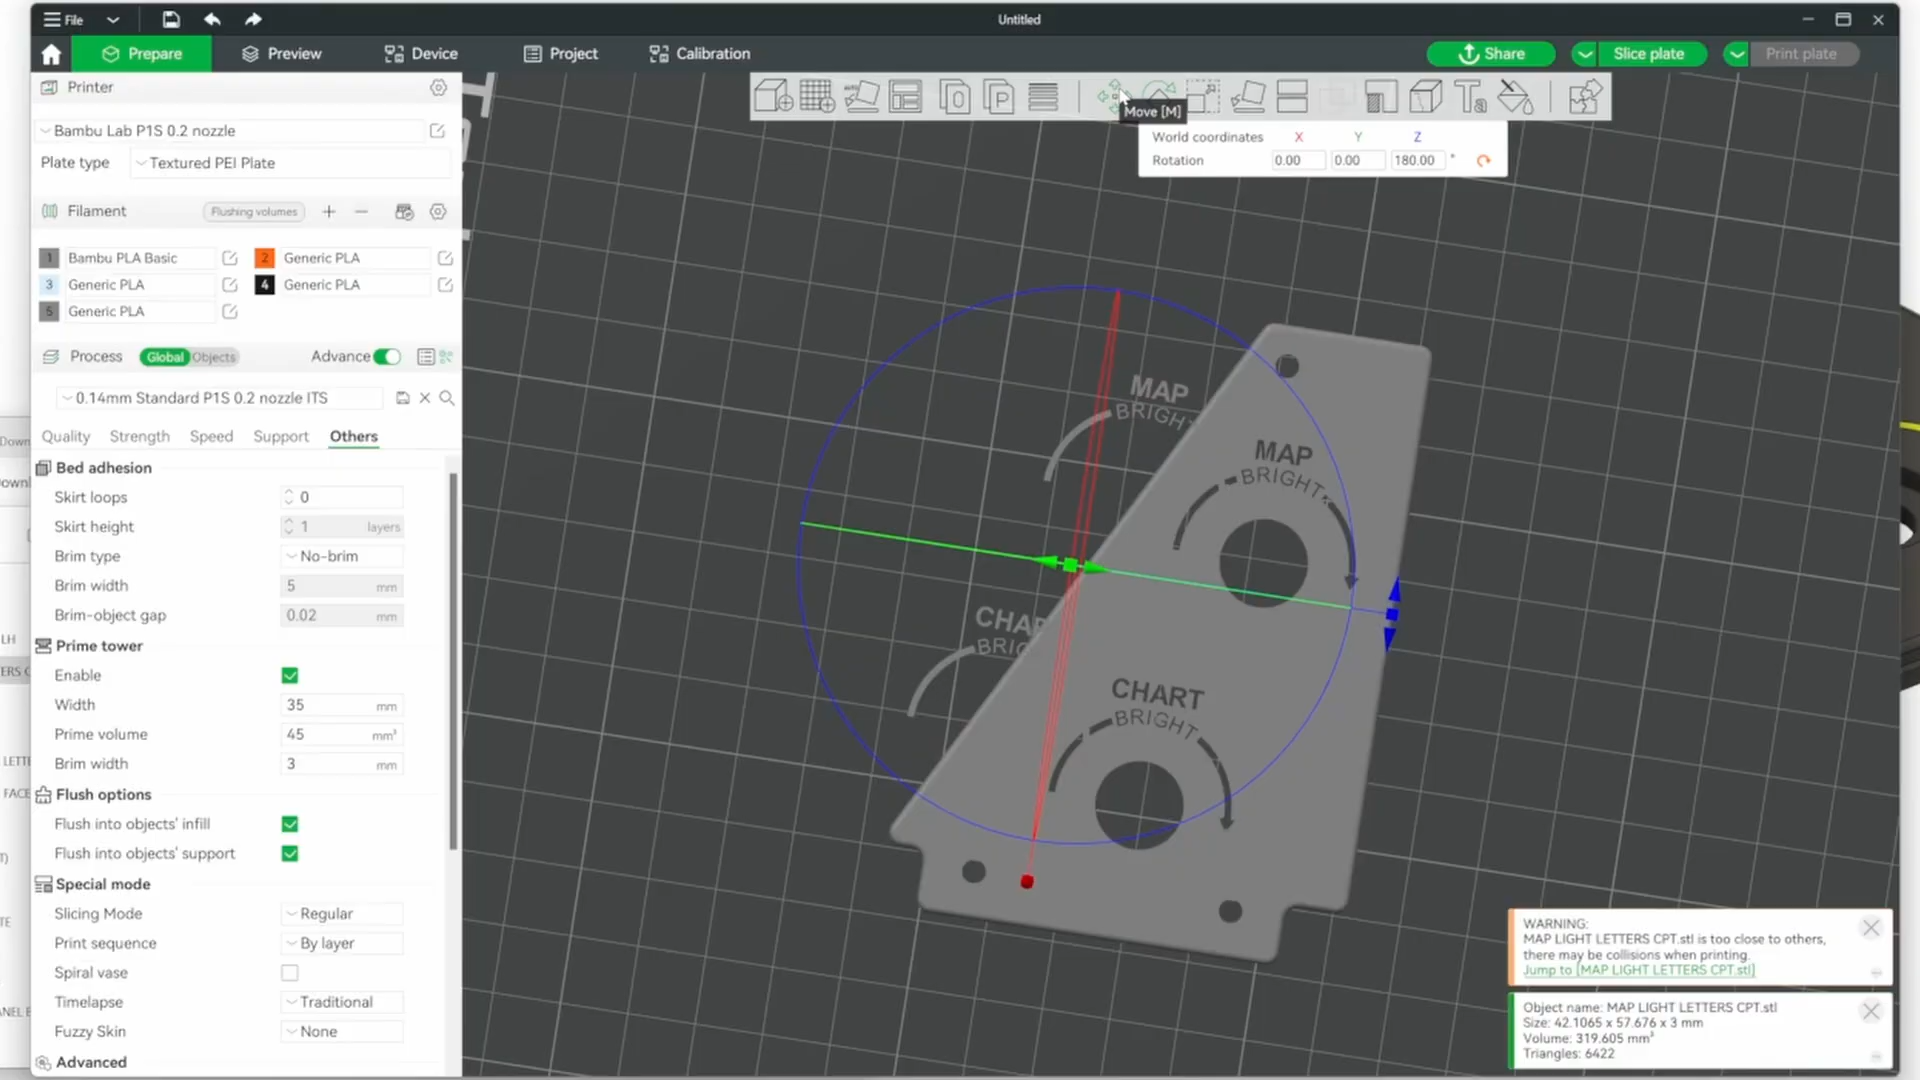 File
Untitled
Prepare
Preview
Device
Project
Calibration
Share
Slice plate
Print plate
Printer
Bambu Lab P1S 0.2 nozzle
Plate type
Textured PEI Plate
Filament
Flushing volumes
1 Bambu PLA Basic
2 Generic PLA
3 Generic PLA
4 Generic PLA
5 Generic PLA
Process
Global Objects
Advance
0.14mm Standard P1S 0.2 nozzle ITS
Quality
Strength
Speed
Support
Others
Bed adhesion
Skirt loops 0
Skirt height 1 layers
Brim type No-brim
Brim width 5 mm
Brim-object gap 0.02 mm
Prime tower
Enable
Width 35 mm
Prime volume 45 mm³
Brim width 3 mm
Flush options
Flush into objects' infill
Flush into objects' support
Special mode
Slicing Mode Regular
Print sequence By layer
Spiral vase
Timelapse Traditional
Fuzzy Skin None
Advanced
AUTO
Move [M]
World coordinates X Y Z
Rotation 0.00 0.00 180.00 °
MAP
BRIGHT
MAP
BRIGHT
CHAR
BRIG
CHART
BRIGHT
WARNING:
MAP LIGHT LETTERS CPT.stl is too close to others,
there may be collisions when printing.
Jump to [MAP LIGHT LETTERS CPT.stl]
Object name: MAP LIGHT LETTERS CPT.stl
Size: 42.1065 x 57.676 x 3 mm
Volume: 319.605 mm³
Triangles: 6422